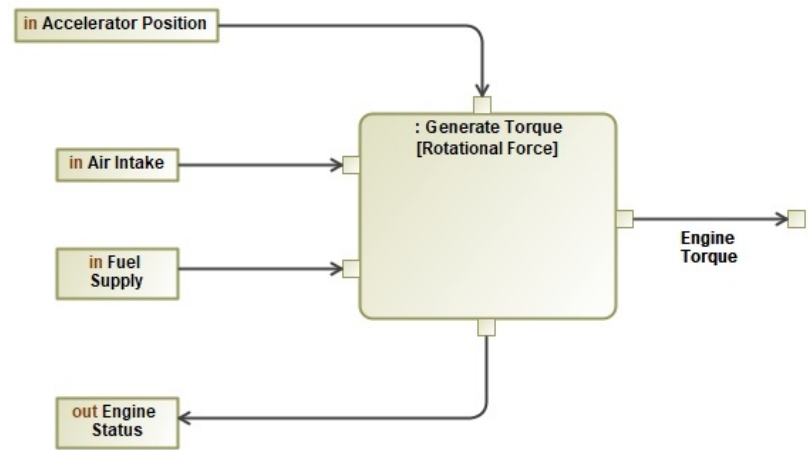 in Accelerator Position
: Generate Torque
[Rotational Force]
in Air Intake
Engine
Torque
in Fuel
Supply
out Engine
Status